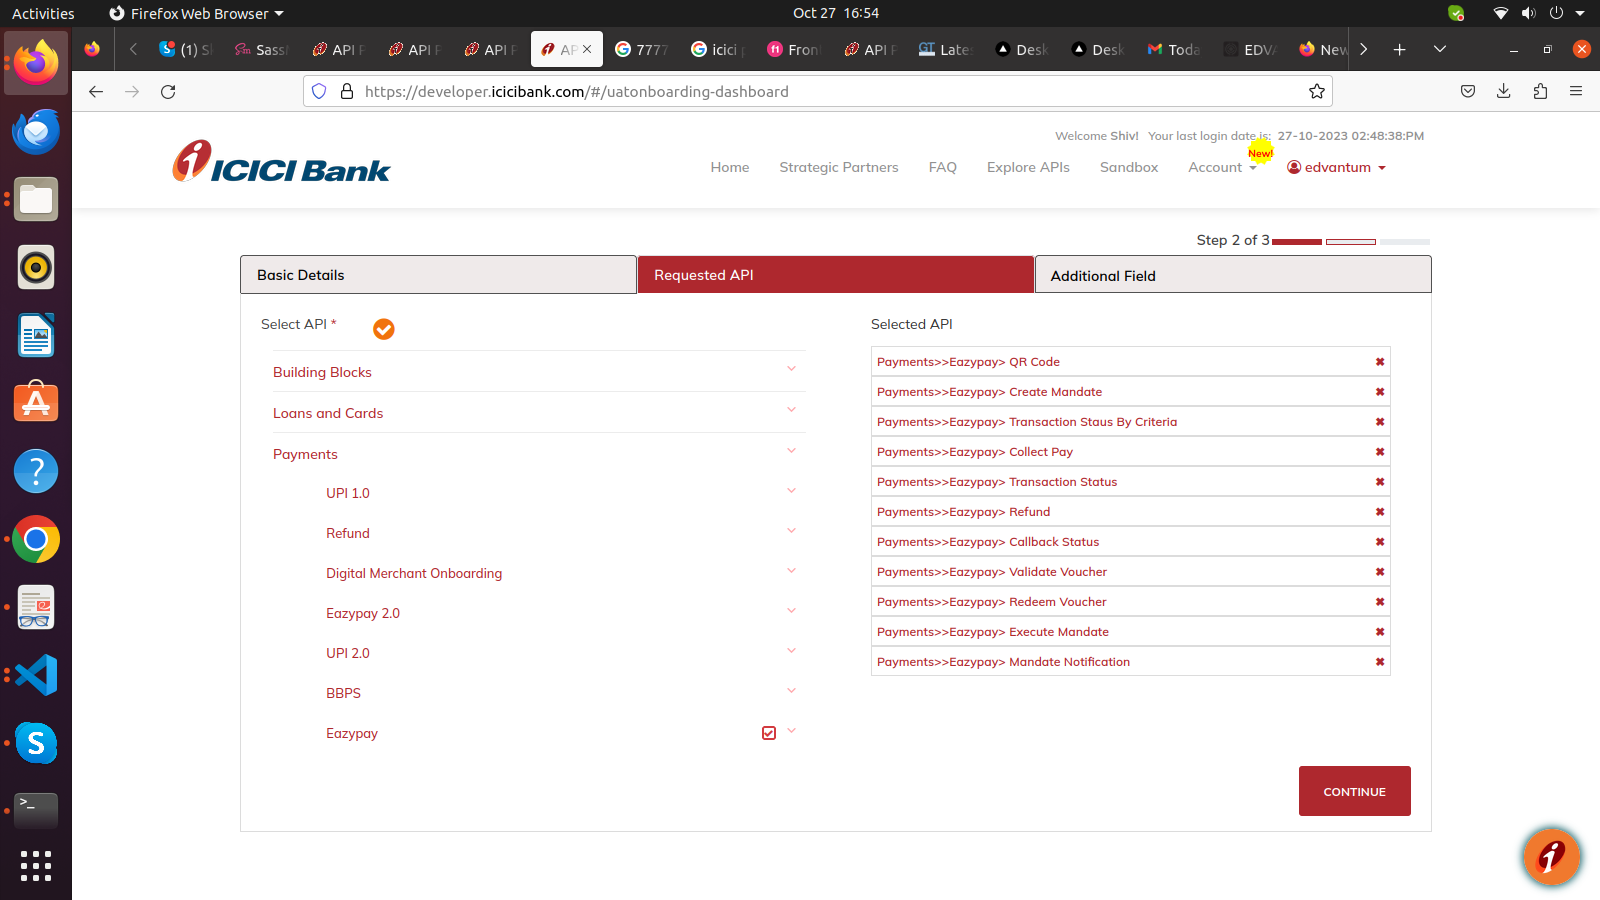 Activities
Firefox Web Browser
Oct 27 16:54
(1) S
Sass
API P
API P
API P
AP
7777
icici p
Fron
API P
Lates
Desk
Desk
Toda
EDVA
New
https://developer.icicibank.com/#/uatonboarding-dashboard
Welcome Shiv! Your last login date is: 27-10-2023 02:48:38:PM
ICICI Bank
Home
Strategic Partners
FAQ
Explore APIs
Sandbox
Account
New!
edvantum
Step 2 of 3
Basic Details
Requested API
Additional Field
Select API *
Building Blocks
Loans and Cards
Payments
UPI 1.0
Refund
Digital Merchant Onboarding
Eazypay 2.0
UPI 2.0
BBPS
Eazypay
Selected API
Payments>>Eazypay> QR Code
Payments>>Eazypay> Create Mandate
Payments>>Eazypay> Transaction Staus By Criteria
Payments>>Eazypay> Collect Pay
Payments>>Eazypay> Transaction Status
Payments>>Eazypay> Refund
Payments>>Eazypay> Callback Status
Payments>>Eazypay> Validate Voucher
Payments>>Eazypay> Redeem Voucher
Payments>>Eazypay> Execute Mandate
Payments>>Eazypay> Mandate Notification
CONTINUE